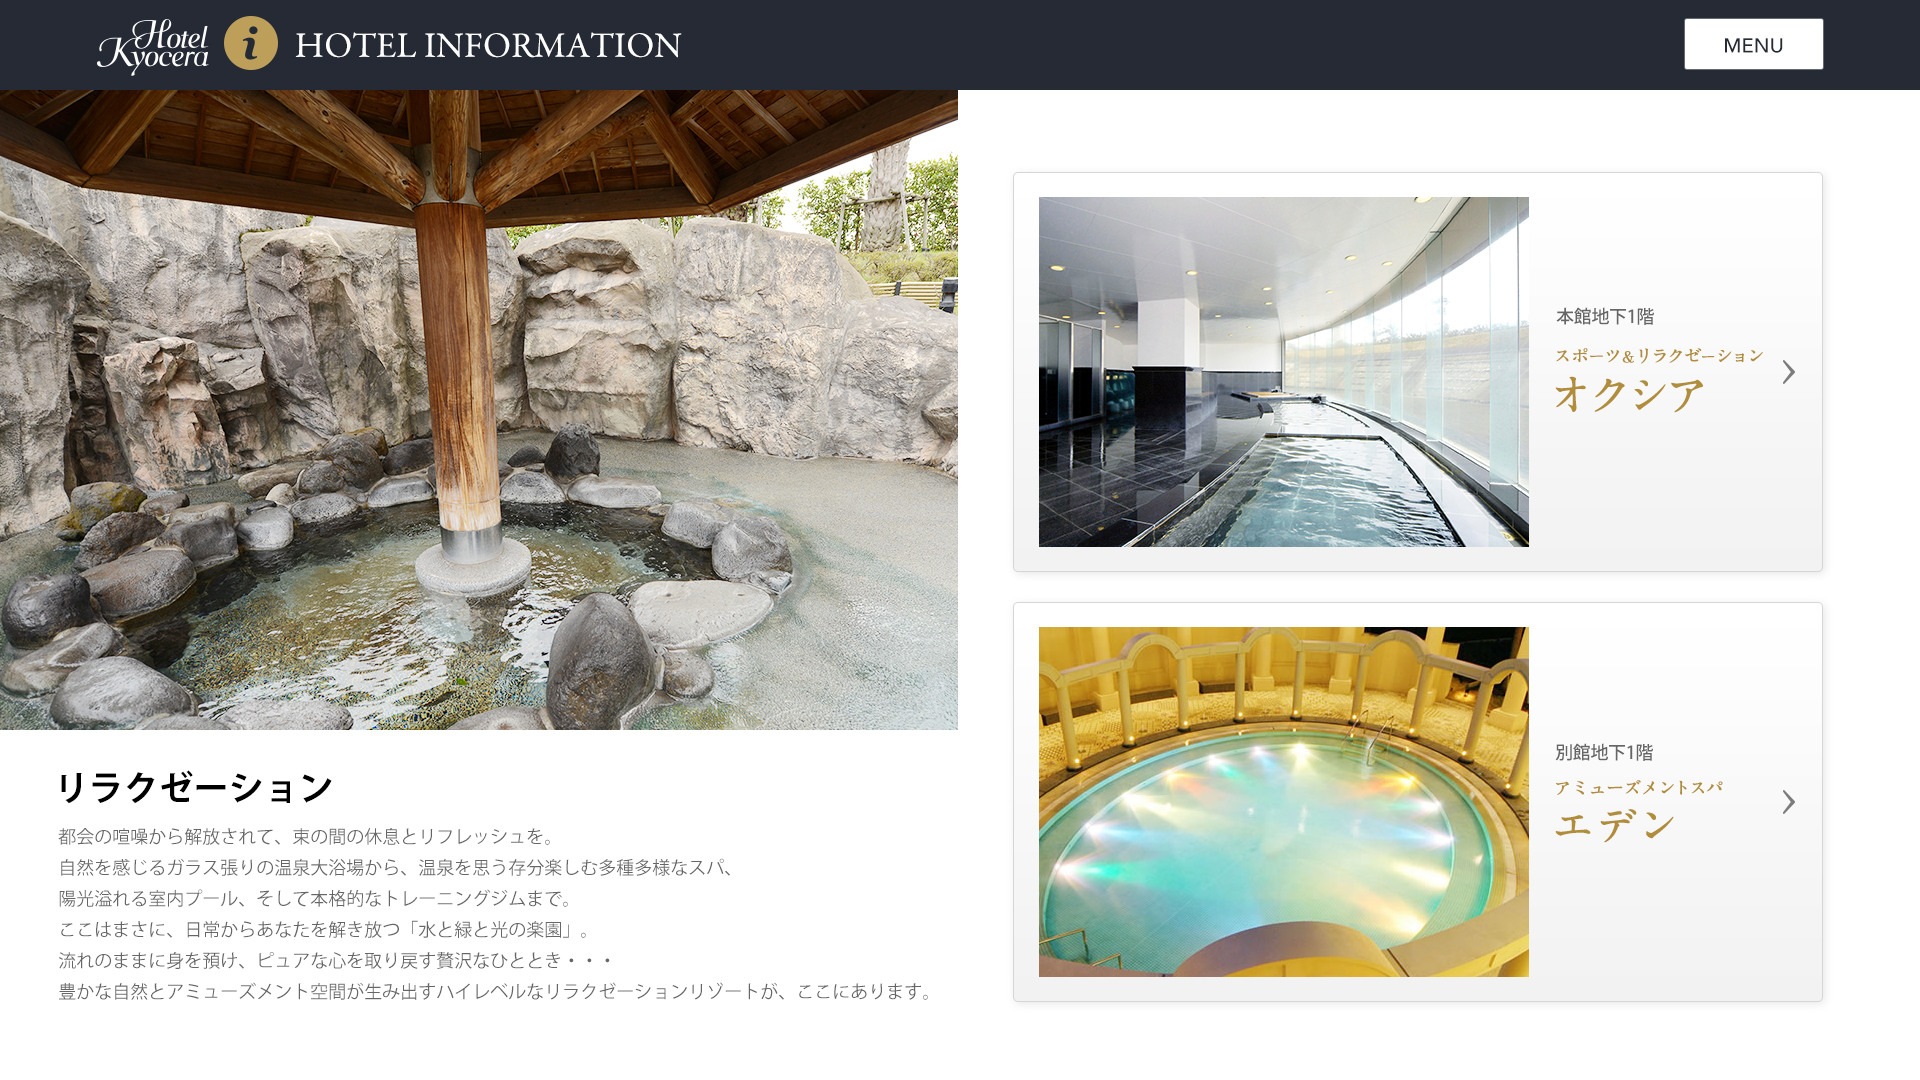 Hotel
Kyocera
i
HOTEL INFORMATION
MENU
リラクゼーション
都会の喧噪から解放されて、束の間の休息とリフレッシュを。
自然を感じるガラス張りの温泉大浴場から、温泉を思う存分楽しむ多種多様なスパ、
陽光溢れる室内プール、そして本格的なトレーニングジムまで。
ここはまさに、日常からあなたを解き放つ「水と緑と光の楽園」。
流れのままに身を預け、ピュアな心を取り戻す贅沢なひととき・・・
豊かな自然とアミューズメント空間が生み出すハイレベルなリラクゼーションリゾートが、ここにあります。
本館地下1階
スポーツ&リラクゼーション
オクシア
別館地下1階
アミューズメントスパ
エデン